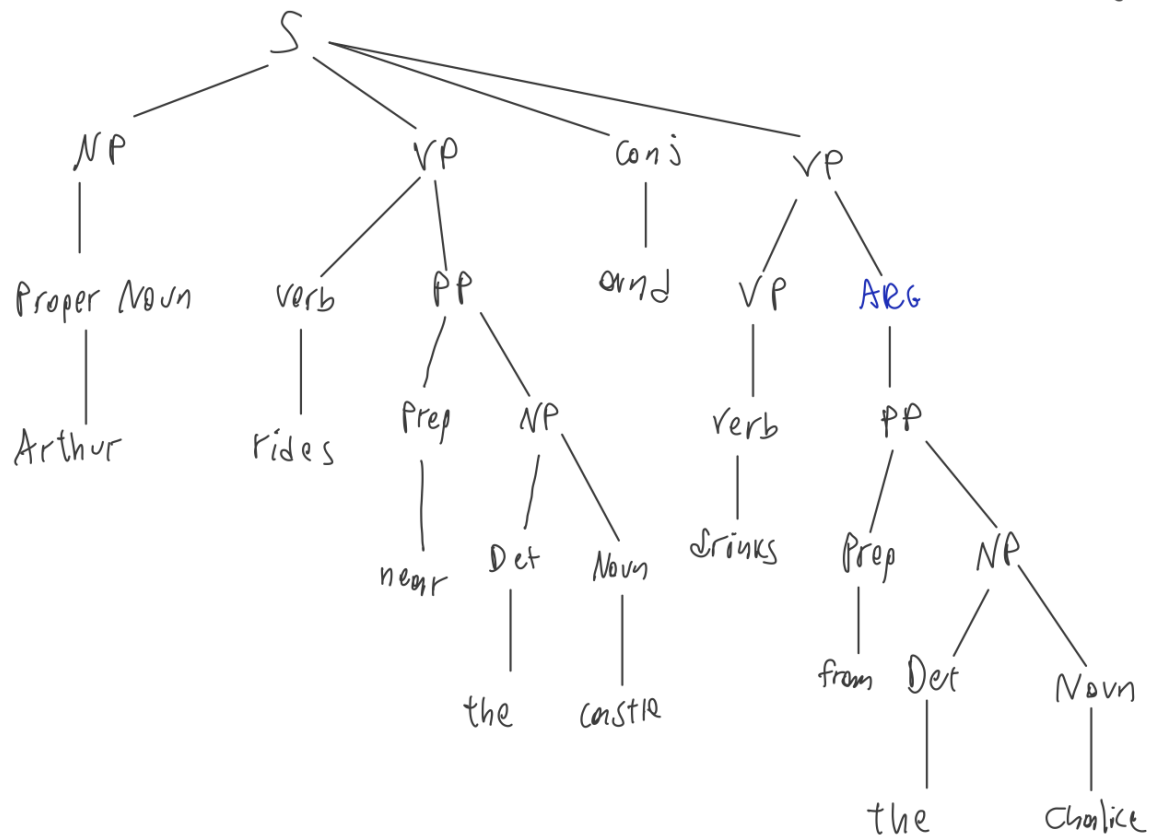 S
NP VP Conj VP
Proper Noun verb PP and VP ARG
Arthur rides Prep NP verb PP
near Det Noun drinks Prep NP
the castle from Det Noun
the Chalice